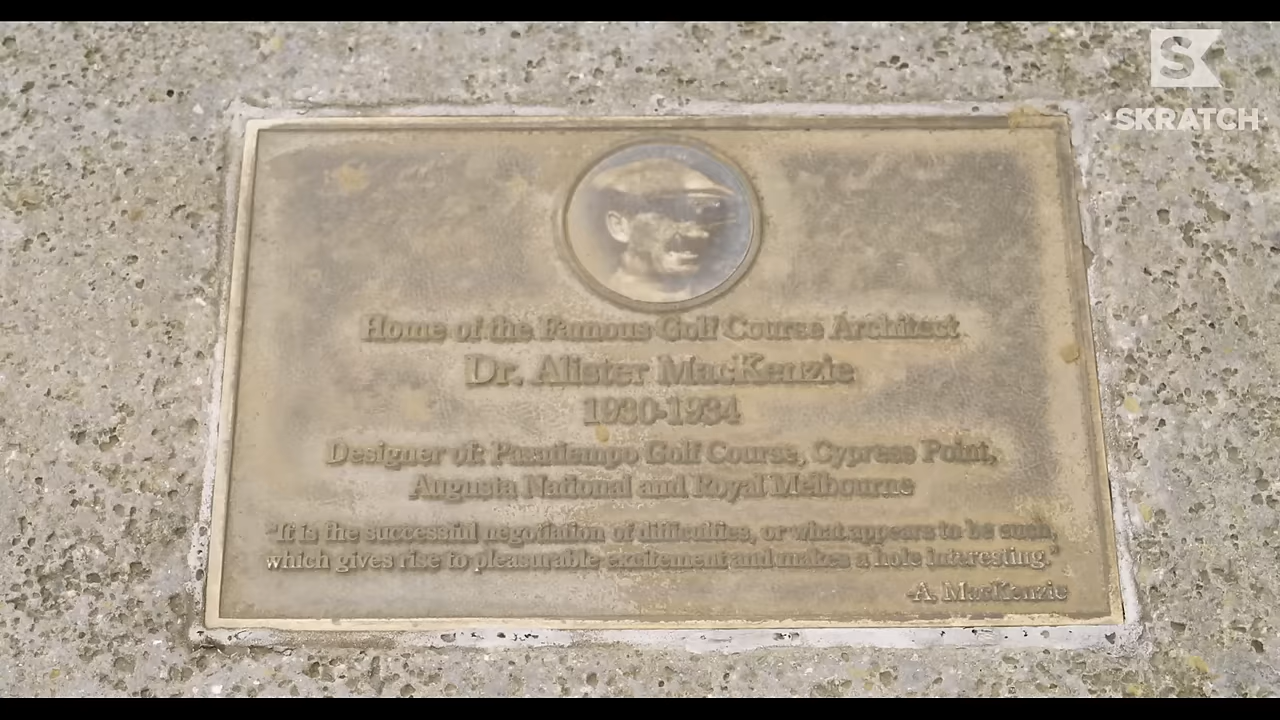 S
SKRATCH
Home of the Famous Golf Course Architect
Dr. Alister MacKenzie
1930-1934
Designer of: Pasatiempo Golf Course, Cypress Point,
Augusta National and Royal Melbourne
"It is the successful negotiation of difficulties, or what appears to be such,
which gives rise to pleasurable excitement and makes a hole interesting."
-A. MacKenzie